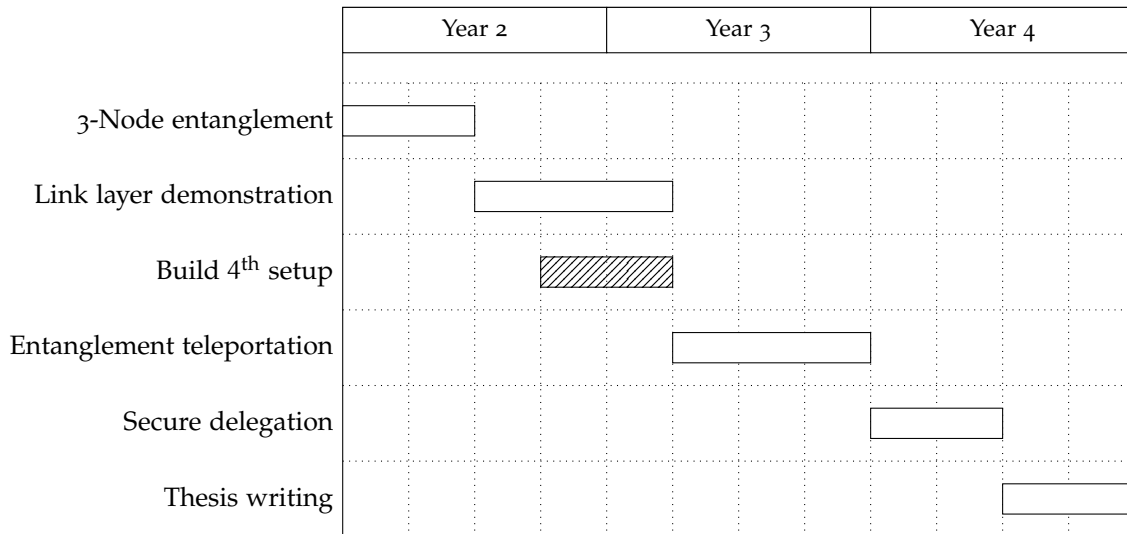 Year 2 Year 3 Year 4
3-Node entanglement
Link layer demonstration
Build 4th setup
Entanglement teleportation
Secure delegation
Thesis writing